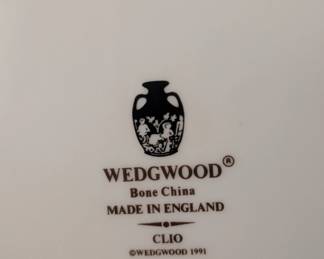 WEDGWOOD®
Bone China
MADE IN ENGLAND
CLIO
©WEDGWOOD 1991